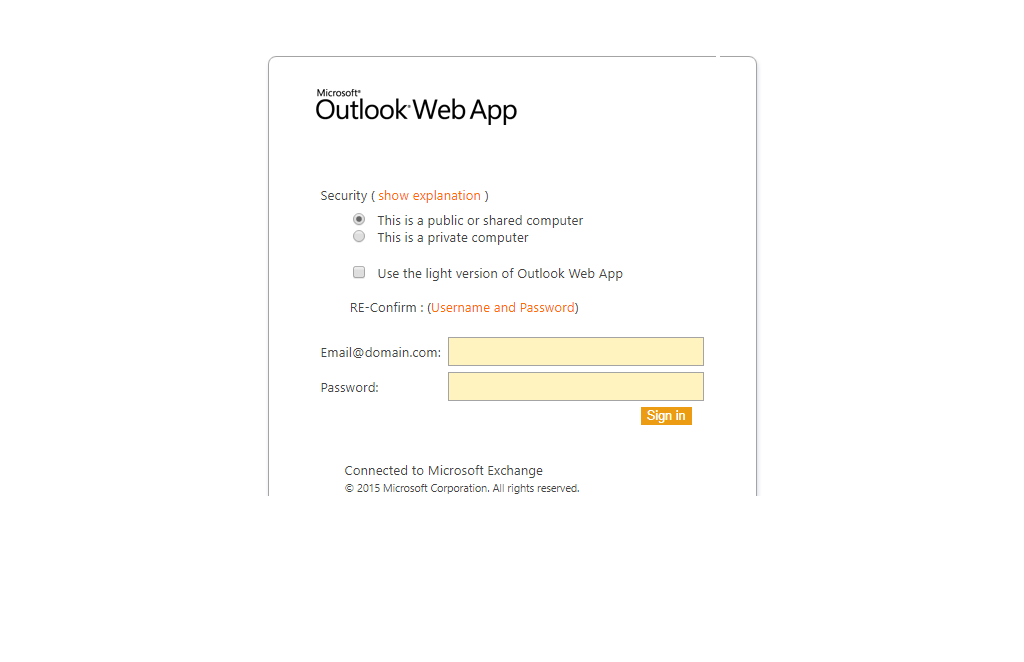 Microsoft®
Outlook® Web App
Security ( show explanation )
This is a public or shared computer
This is a private computer
Use the light version of Outlook Web App
RE-Confirm : (Username and Password)
Email@domain.com:
Password:
Sign in
Connected to Microsoft Exchange
© 2015 Microsoft Corporation. All rights reserved.